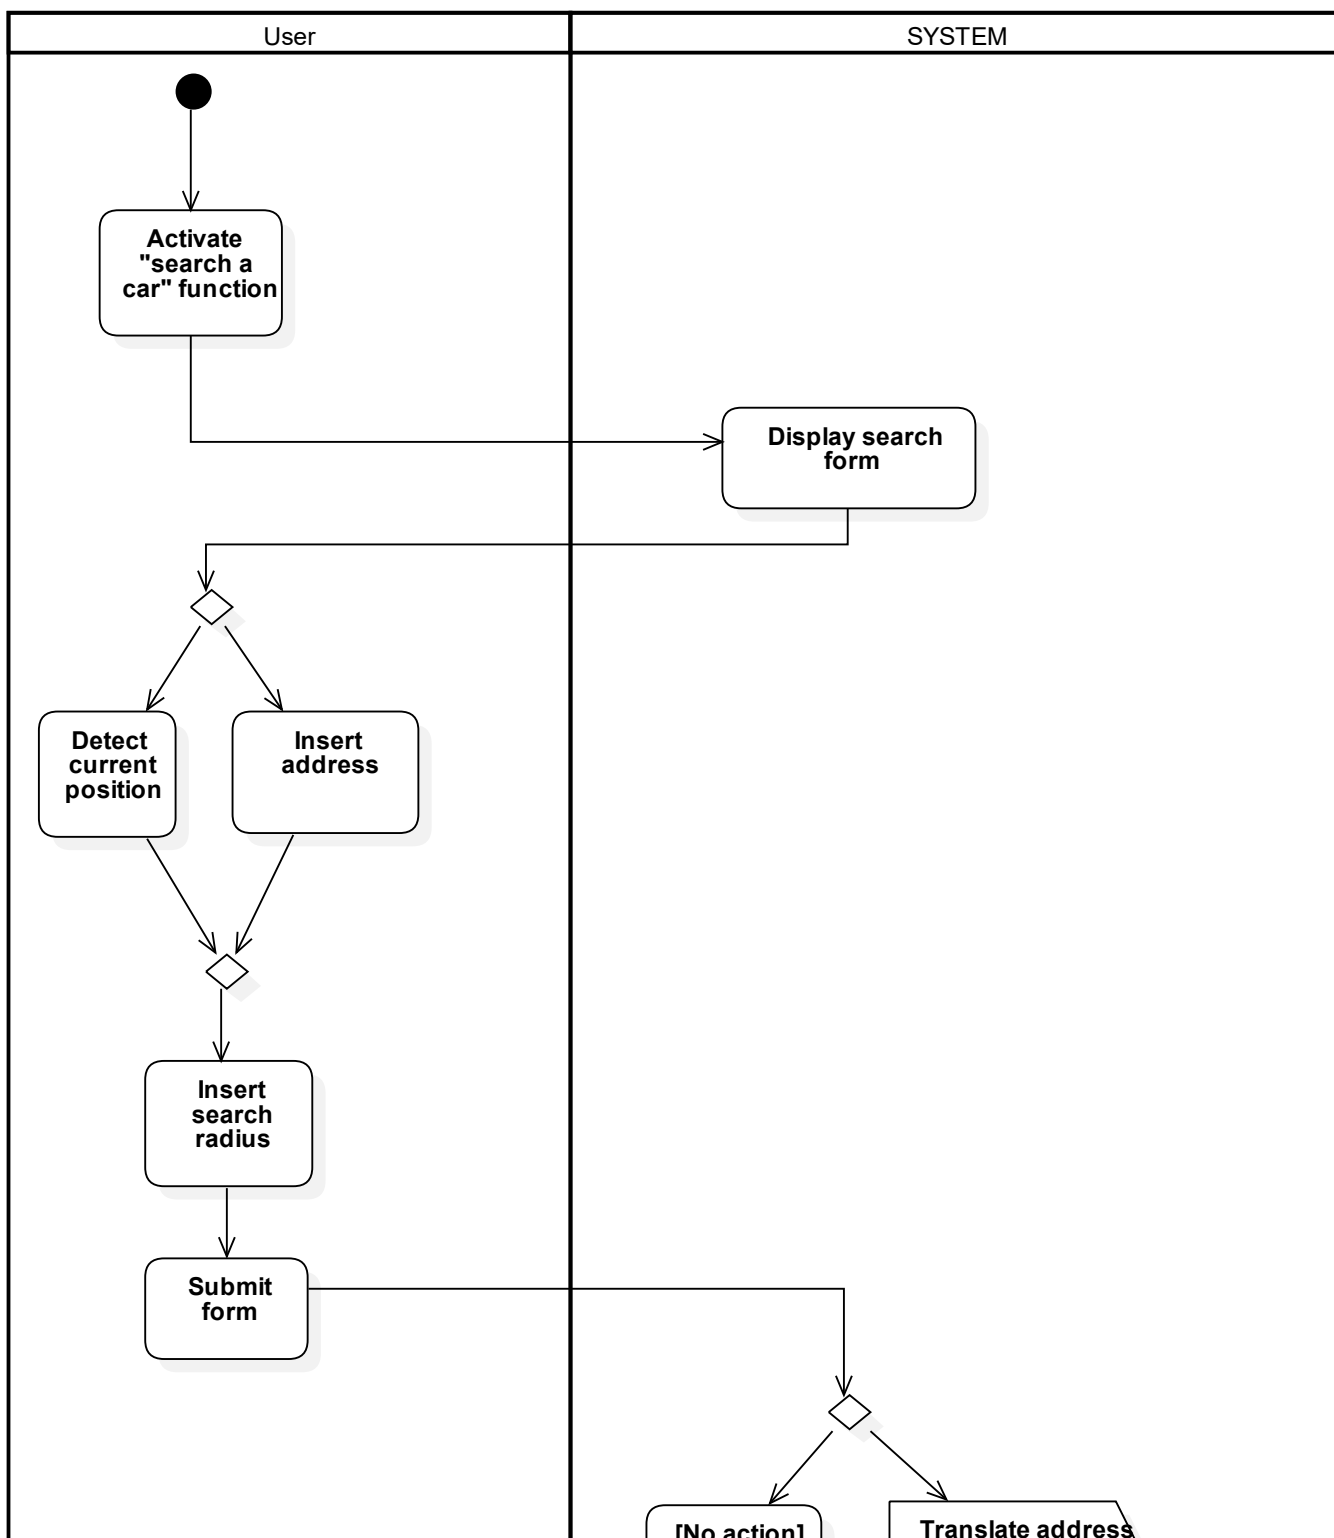 User
SYSTEM
Activate
"search a
car" function
Display search
form
Detect
current
position
Insert
address
Insert
search
radius
Submit
form
[No action]
Translate address